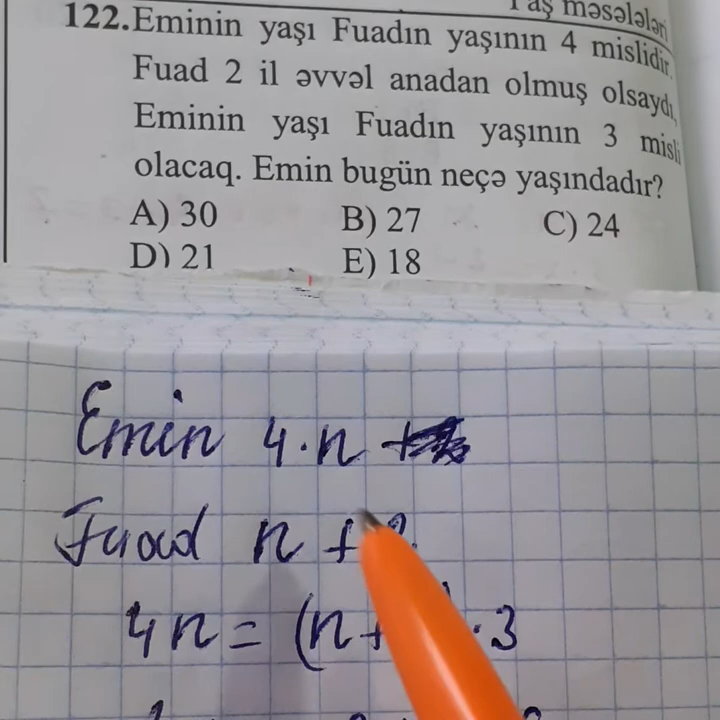 Yaş məsələləri
122. Eminin yaşı Fuadın yaşının 4 mislidir.
Fuad 2 il əvvəl anadan olmuş olsaydı,
Eminin yaşı Fuadın yaşının 3 misli
olacaq. Emin bugün neçə yaşındadır?
A) 30 B) 27 C) 24
D) 21 E) 18
Emin 4·n +
Fuad n + 2
4n = (n+ ) · 3